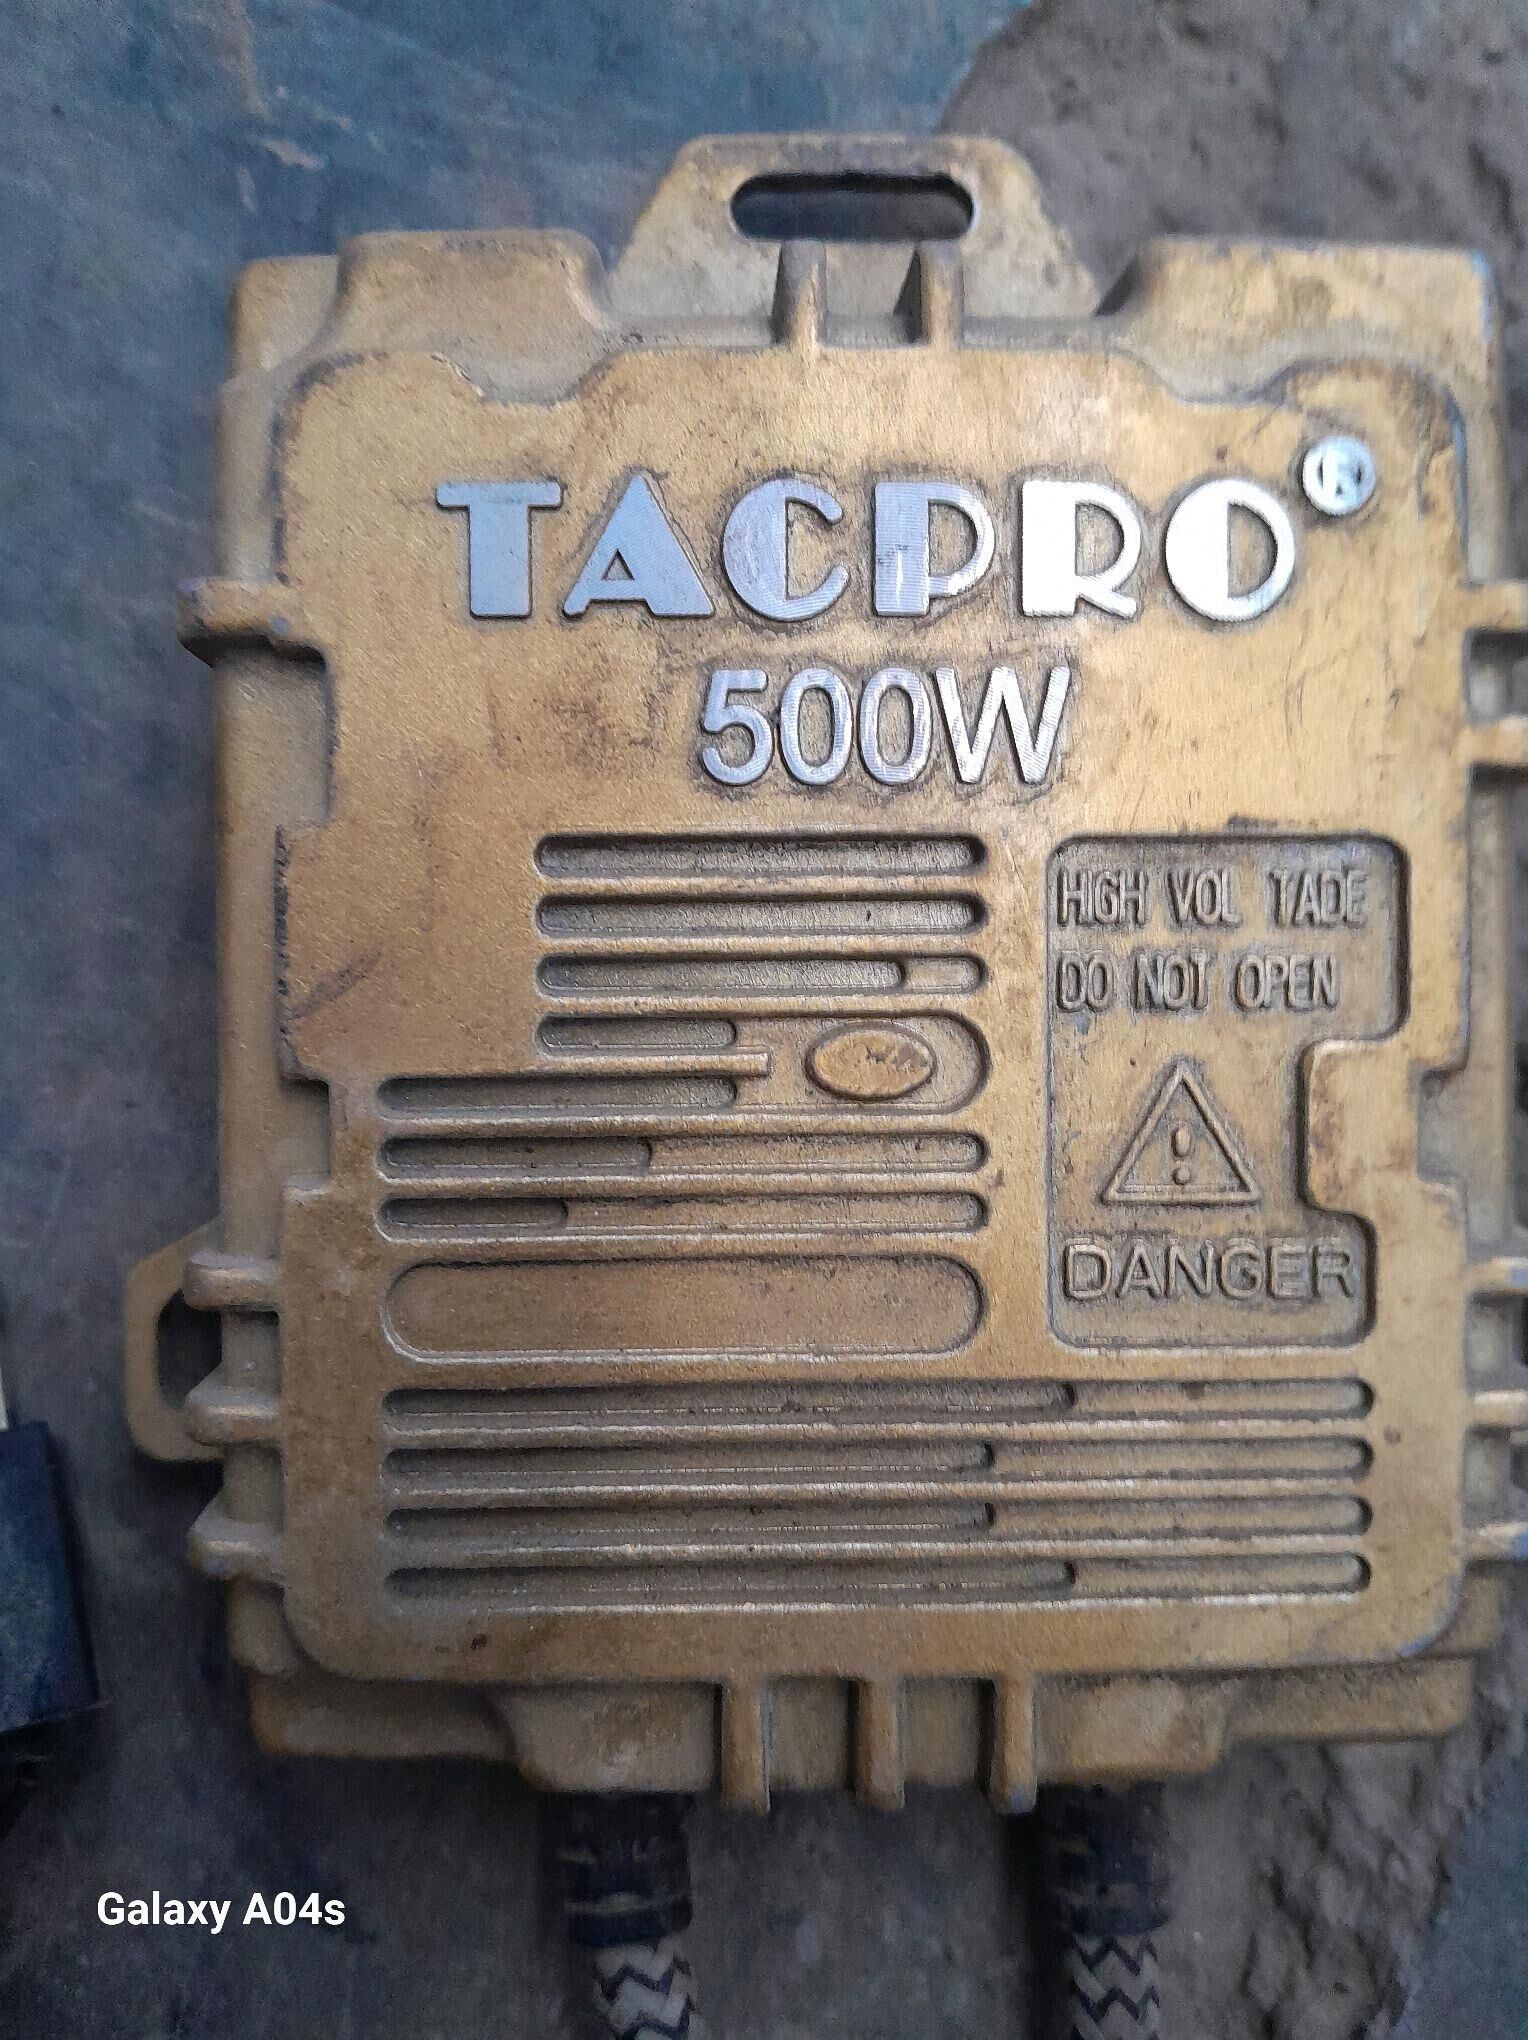 TACPRO®
500W
HIGH VOL TADE
DO NOT OPEN
DANGER
Galaxy A04s